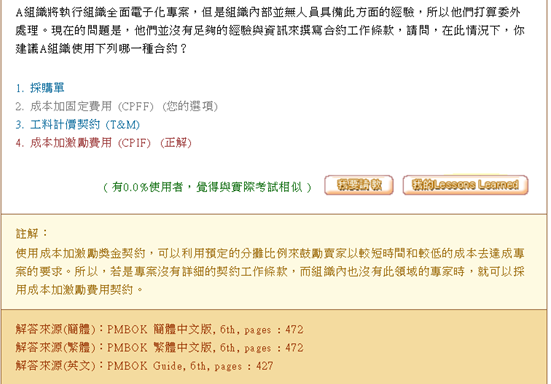 A組織將執行組織全面電子化專案，但是組織內部並無人員具備此方面的經驗，所以他們打算委外
處理。現在的問題是，他們並沒有足夠的經驗與資訊來撰寫合約工作條款，請問，在此情況下，你
建議A組織使用下列哪一種合約？
1. 採購單
2. 成本加固定費用 (CPFF) (您的選項)
3. 工料計價契約 (T&M)
4. 成本加激勵費用 (CPIF) (正解)
( 有0.0%使用者，覺得與實際考試相似 ) 我要請教 我的Lessons Learned
註解：
使用成本加激勵獎金契約，可以利用預定的分攤比例來鼓勵賣家以較短時間和較低的成本去達成專
案的要求。所以，若是專案沒有詳細的契約工作條款，而組織內也沒有此領域的專家時，就可以採
用成本加激勵費用契約。
解答來源(簡體)：PMBOK 簡體中文版, 6th, pages：472
解答來源(繁體)：PMBOK 繁體中文版, 6th, pages：472
解答來源(英文)：PMBOK Guide, 6th, pages：427